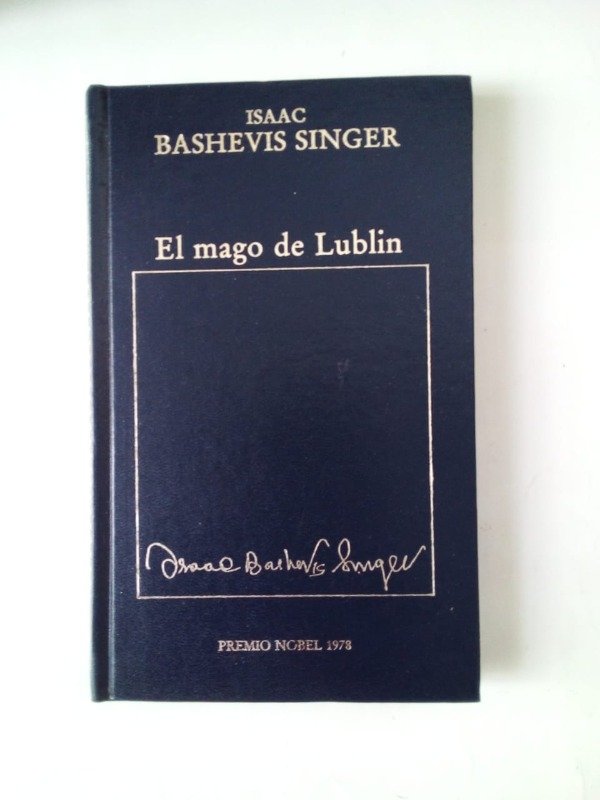 ISAAC
BASHEVIS SINGER
El mago de Lublin
Isaac Bashevis Singer
PREMIO NOBEL 1978